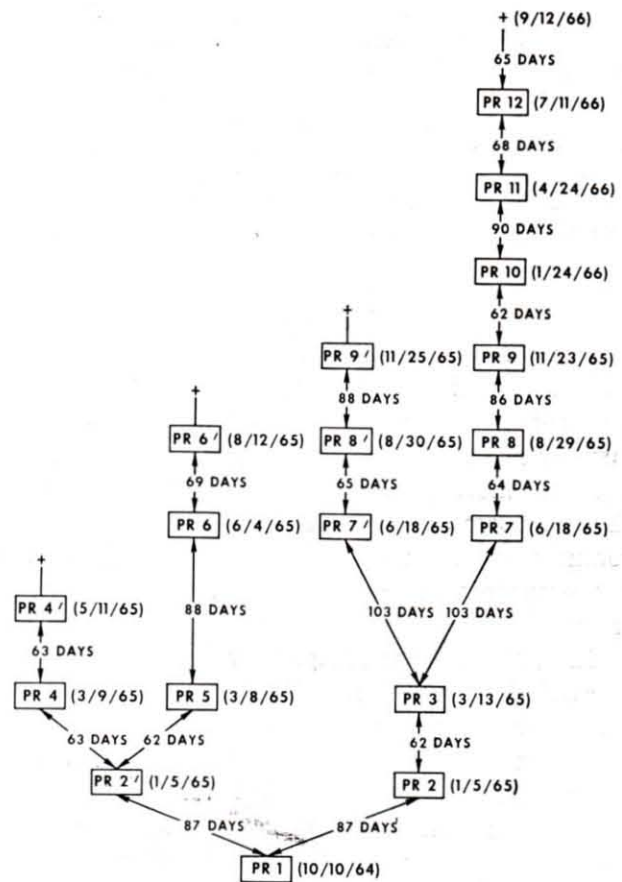 + (9/12/66)
65 DAYS
PR 12 (7/11/66)
68 DAYS
PR 11 (4/24/66)
90 DAYS
PR 10 (1/24/66)
62 DAYS
+
PR 9′ (11/25/65) PR 9 (11/23/65)
88 DAYS 86 DAYS
+
PR 6′ (8/12/65) PR 8′ (8/30/65) PR 8 (8/29/65)
69 DAYS 65 DAYS 64 DAYS
PR 6 (6/4/65) PR 7′ (6/18/65) PR 7 (6/18/65)
+
PR 4′ (5/11/65) 88 DAYS 103 DAYS 103 DAYS
63 DAYS
PR 4 (3/9/65) PR 5 (3/8/65) PR 3 (3/13/65)
63 DAYS 62 DAYS 62 DAYS
PR 2′ (1/5/65) PR 2 (1/5/65)
87 DAYS 87 DAYS
PR 1 (10/10/64)